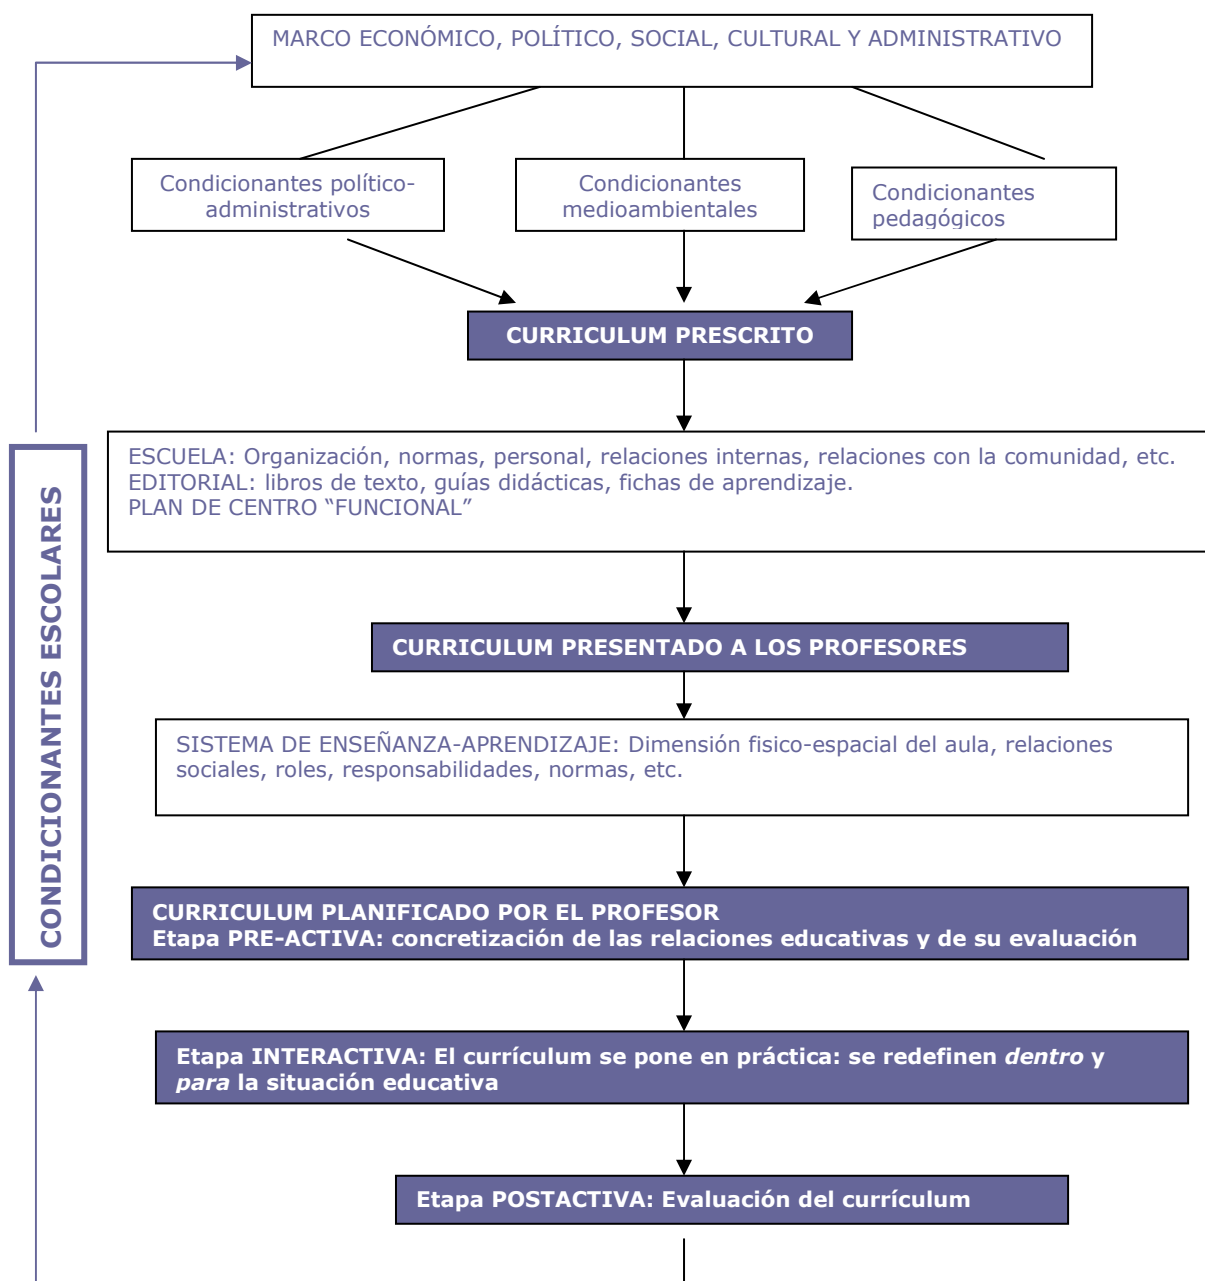 MARCO ECONÓMICO, POLÍTICO, SOCIAL, CULTURAL Y ADMINISTRATIVO
Condicionantes político-
administrativos
Condicionantes
medioambientales
Condicionantes
pedagógicos
CURRICULUM PRESCRITO
ESCUELA: Organización, normas, personal, relaciones internas, relaciones con la comunidad, etc.
EDITORIAL: libros de texto, guías didácticas, fichas de aprendizaje.
PLAN DE CENTRO “FUNCIONAL”
CONDICIONANTES ESCOLARES
CURRICULUM PRESENTADO A LOS PROFESORES
SISTEMA DE ENSEÑANZA-APRENDIZAJE: Dimensión fisico-espacial del aula, relaciones
sociales, roles, responsabilidades, normas, etc.
CURRICULUM PLANIFICADO POR EL PROFESOR
Etapa PRE-ACTIVA: concretización de las relaciones educativas y de su evaluación
Etapa INTERACTIVA: El currículum se pone en práctica: se redefinen dentro y
para la situación educativa
Etapa POSTACTIVA: Evaluación del currículum